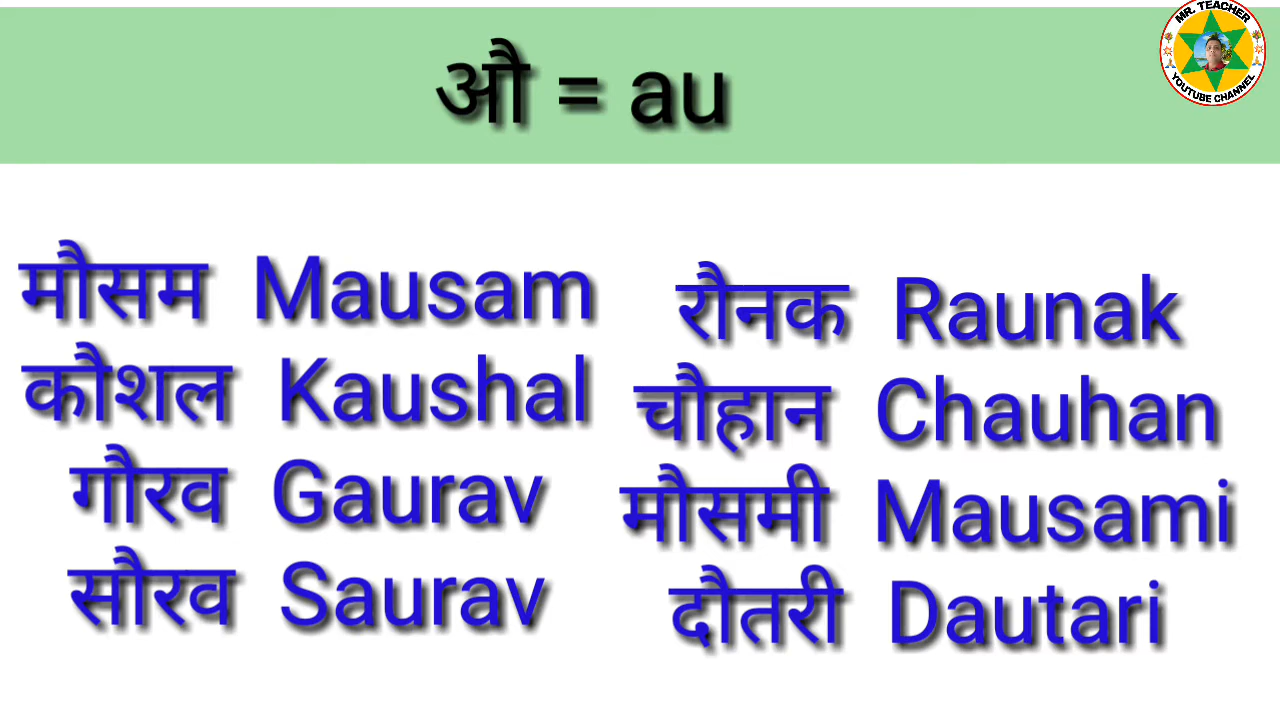 औ = au
MR. TEACHER
YOUTUBE CHANNEL
मौसम Mausam
कौशल Kaushal
गौरव Gaurav
सौरव Saurav
रौनक Raunak
चौहान Chauhan
मौसमी Mausami
दौतरी Dautari